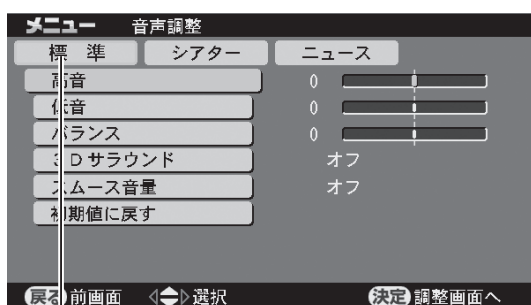 メニュー 音声調整
標 準 シアター ニュース
高音 0
低音 0
バランス 0
3Dサラウンド オフ
スムース音量 オフ
初期値に戻す
戻る 前画面 選択 決定 調整画面へ